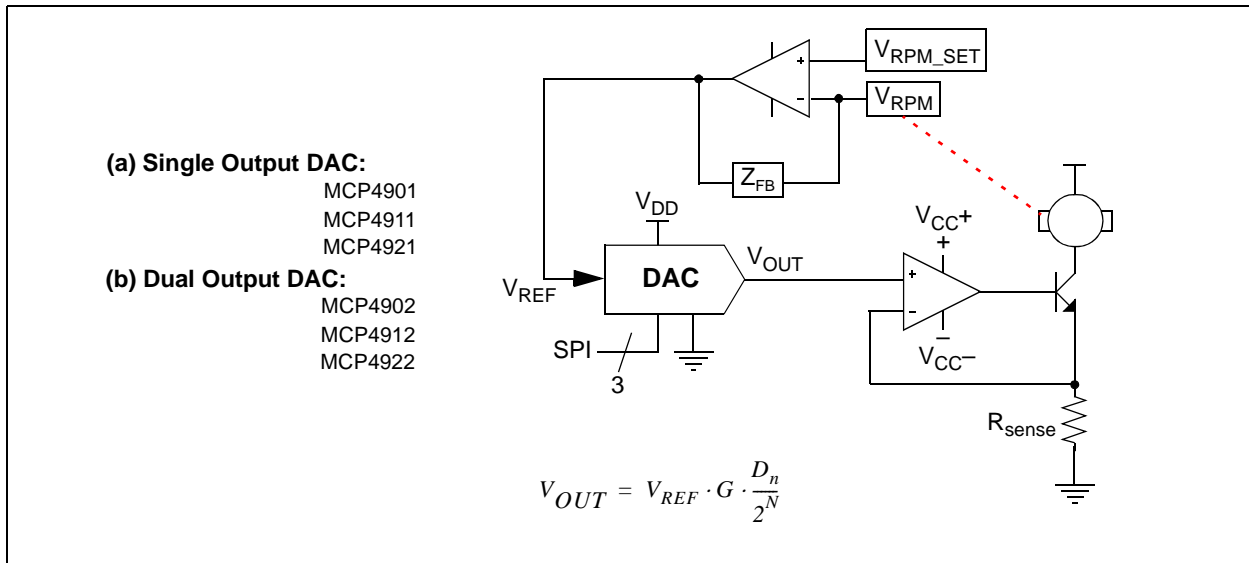 V_RPM_SET
+
–
V_RPM
(a) Single Output DAC:
MCP4901
MCP4911
MCP4921
(b) Dual Output DAC:
MCP4902
MCP4912
MCP4922
Z_FB
V_DD
V_CC+
+
V_REF
DAC
V_OUT
+
–
–
V_CC–
SPI
3
R_sense
V_OUT = V_REF · G · D_n / 2^N